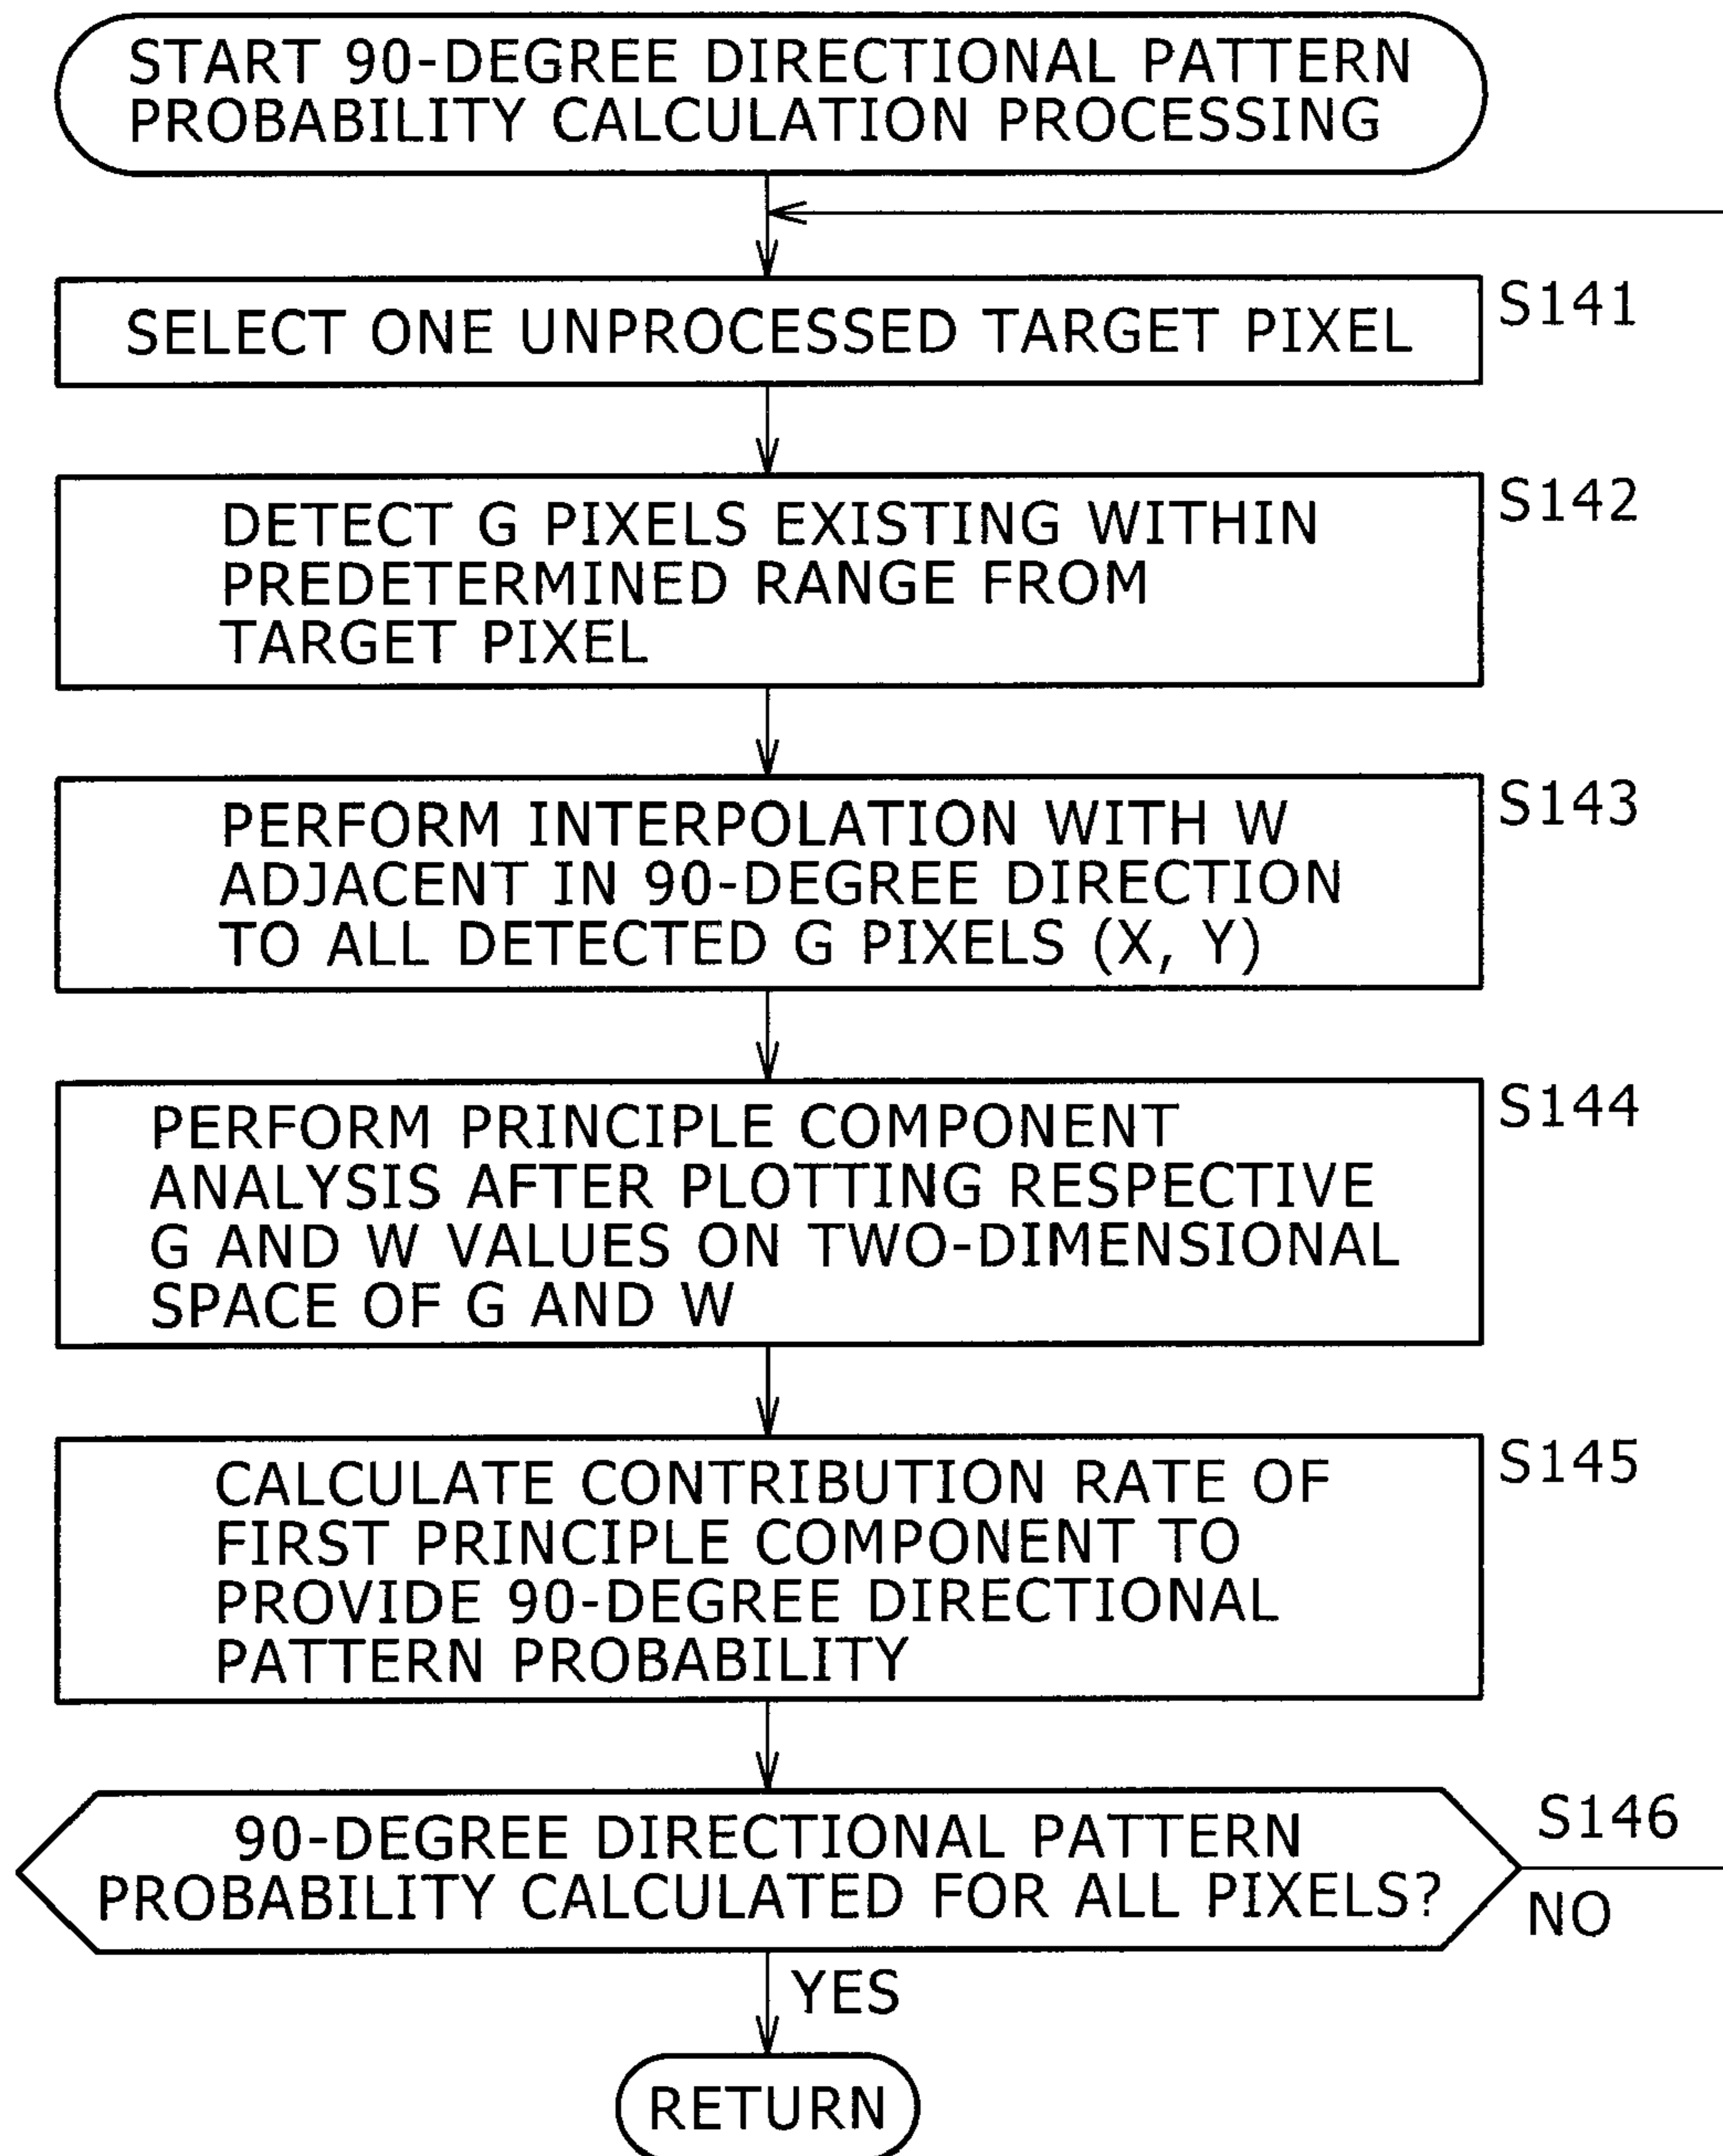 START 90-DEGREE DIRECTIONAL PATTERN
PROBABILITY CALCULATION PROCESSING
SELECT ONE UNPROCESSED TARGET PIXEL
S141
DETECT G PIXELS EXISTING WITHIN
PREDETERMINED RANGE FROM
TARGET PIXEL
S142
PERFORM INTERPOLATION WITH W
ADJACENT IN 90-DEGREE DIRECTION
TO ALL DETECTED G PIXELS (X, Y)
S143
PERFORM PRINCIPLE COMPONENT
ANALYSIS AFTER PLOTTING RESPECTIVE
G AND W VALUES ON TWO-DIMENSIONAL
SPACE OF G AND W
S144
CALCULATE CONTRIBUTION RATE OF
FIRST PRINCIPLE COMPONENT TO
PROVIDE 90-DEGREE DIRECTIONAL
PATTERN PROBABILITY
S145
90-DEGREE DIRECTIONAL PATTERN
PROBABILITY CALCULATED FOR ALL PIXELS?
S146
NO
YES
RETURN